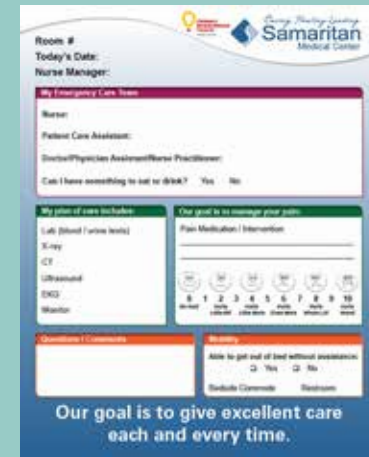 Caring. Healing. Leading.
Samaritan
Medical Center
Room #
Today's Date:
Nurse Manager:
My Emergency Care Team
Nurse:
Patient Care Assistant:
Doctor/Physician Assistant/Nurse Practitioner:
Can I have something to eat or drink? Yes No
My plan of care includes:
Lab (blood / urine tests)
X-ray
CT
Ultrasound
EKG
Monitor
Our goal is to manage your pain:
Pain Medication / Intervention
0 1 2 3 4 5 6 7 8 9 10
Questions / Comments
Mobility
Able to get out of bed without assistance:
Yes No
Bedside Commode Restroom
Our goal is to give excellent care
each and every time.